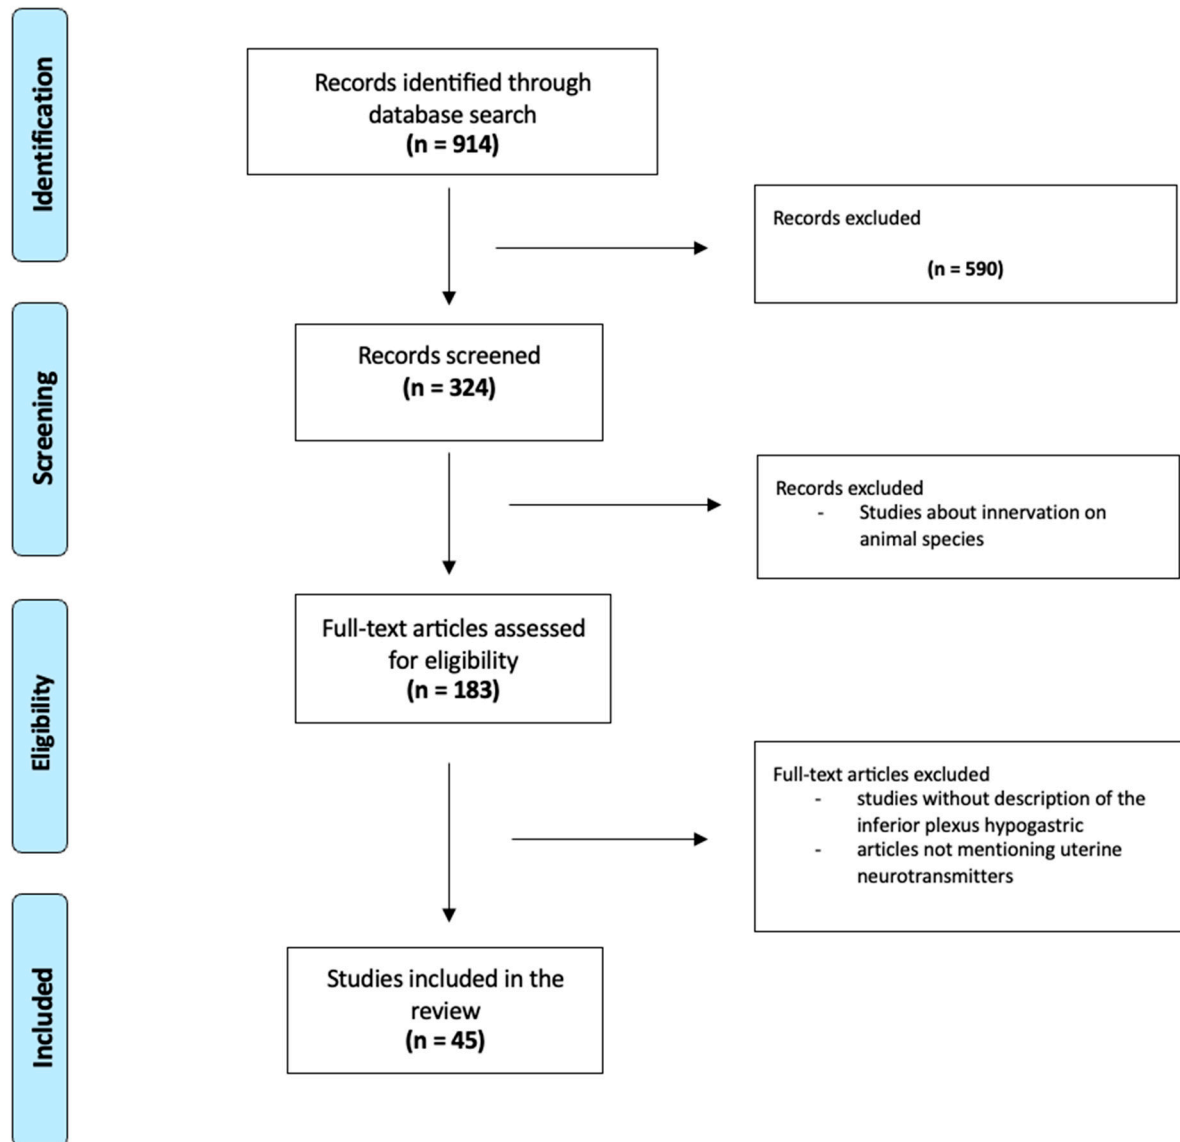 Identification
Records identified through
database search
(n = 914)
Records excluded
(n = 590)
Screening
Records screened
(n = 324)
Records excluded
- Studies about innervation on
animal species
Eligibility
Full-text articles assessed
for eligibility
(n = 183)
Full-text articles excluded
- studies without description of the
inferior plexus hypogastric
- articles not mentioning uterine
neurotransmitters
Included
Studies included in the
review
(n = 45)